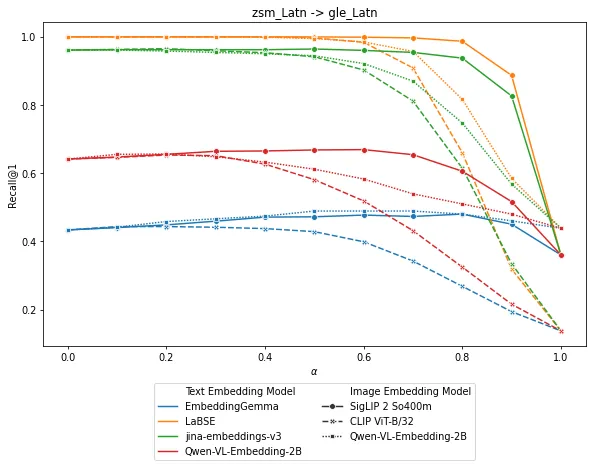 zsm_Latn -> gle_Latn
Recall@1
1.0
0.8
0.6
0.4
0.2
0.0 0.2 0.4 0.6 0.8 1.0
α
Text Embedding Model
EmbeddingGemma
LaBSE
jina-embeddings-v3
Qwen-VL-Embedding-2B
Image Embedding Model
SigLIP 2 So400m
CLIP ViT-B/32
Qwen-VL-Embedding-2B